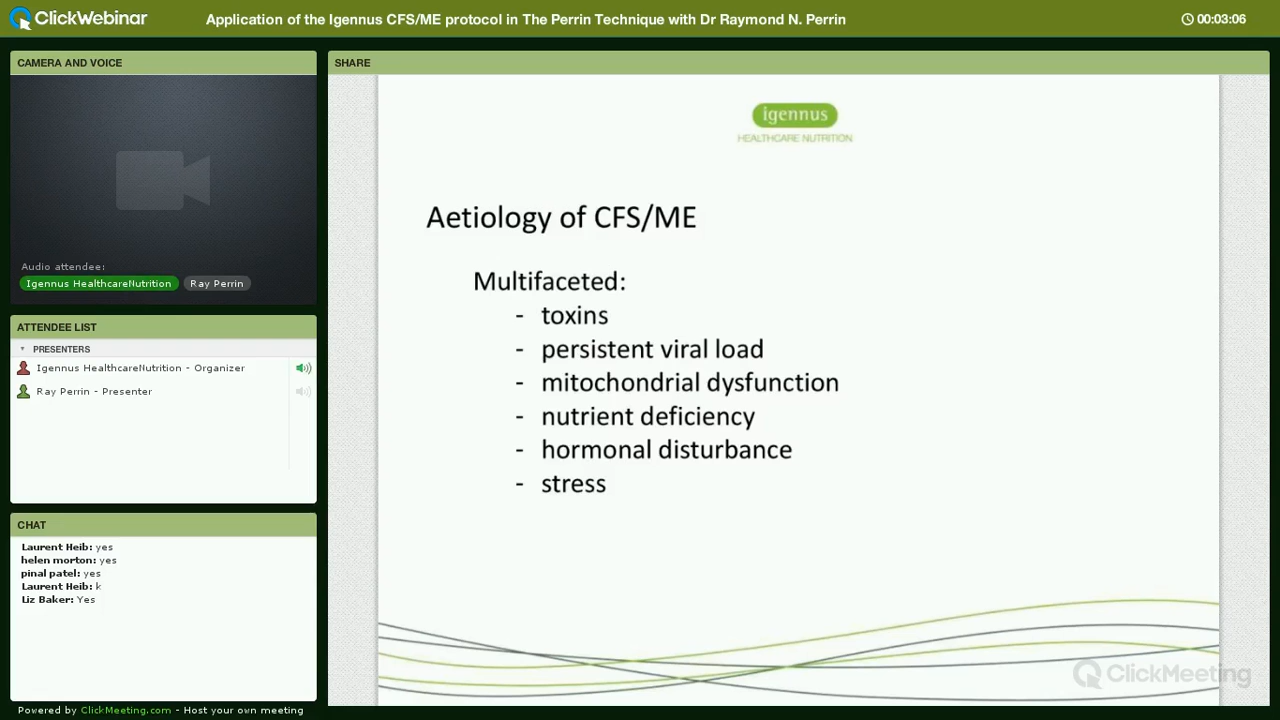 ClickWebinar
Application of the Igennus CFS/ME protocol in The Perrin Technique with Dr Raymond N. Perrin
00:03:06
CAMERA AND VOICE
Audio attendee:
Igennus HealthcareNutrition
Ray Perrin
ATTENDEE LIST
PRESENTERS
Igennus HealthcareNutrition - Organizer
Ray Perrin - Presenter
CHAT
Laurent Heib: yes
helen morton: yes
pinal patel: yes
Laurent Heib: k
Liz Baker: Yes
Powered by ClickMeeting.com - Host your own meeting
SHARE
igennus
HEALTHCARE NUTRITION
Aetiology of CFS/ME
Multifaceted:
- toxins
- persistent viral load
- mitochondrial dysfunction
- nutrient deficiency
- hormonal disturbance
- stress
ClickMeeting